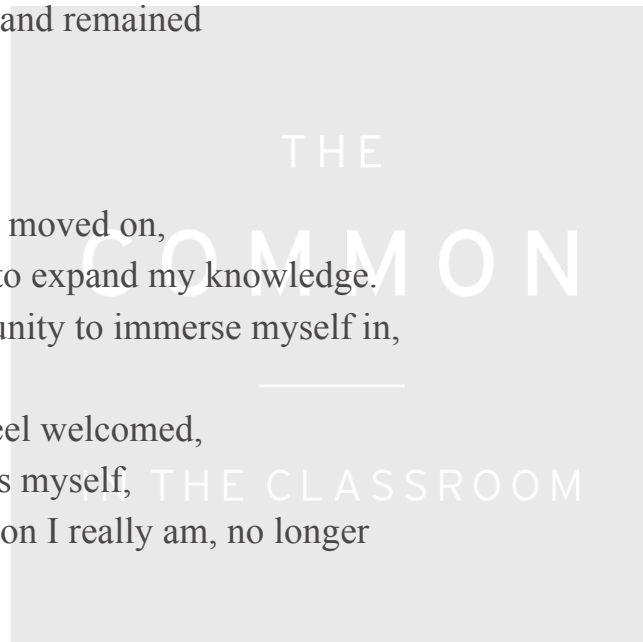 and remained
THE
moved on,
COMMON
to expand my knowledge.
unity to immerse myself in,
eel welcomed,
s myself,
IN THE CLASSROOM
on I really am, no longer